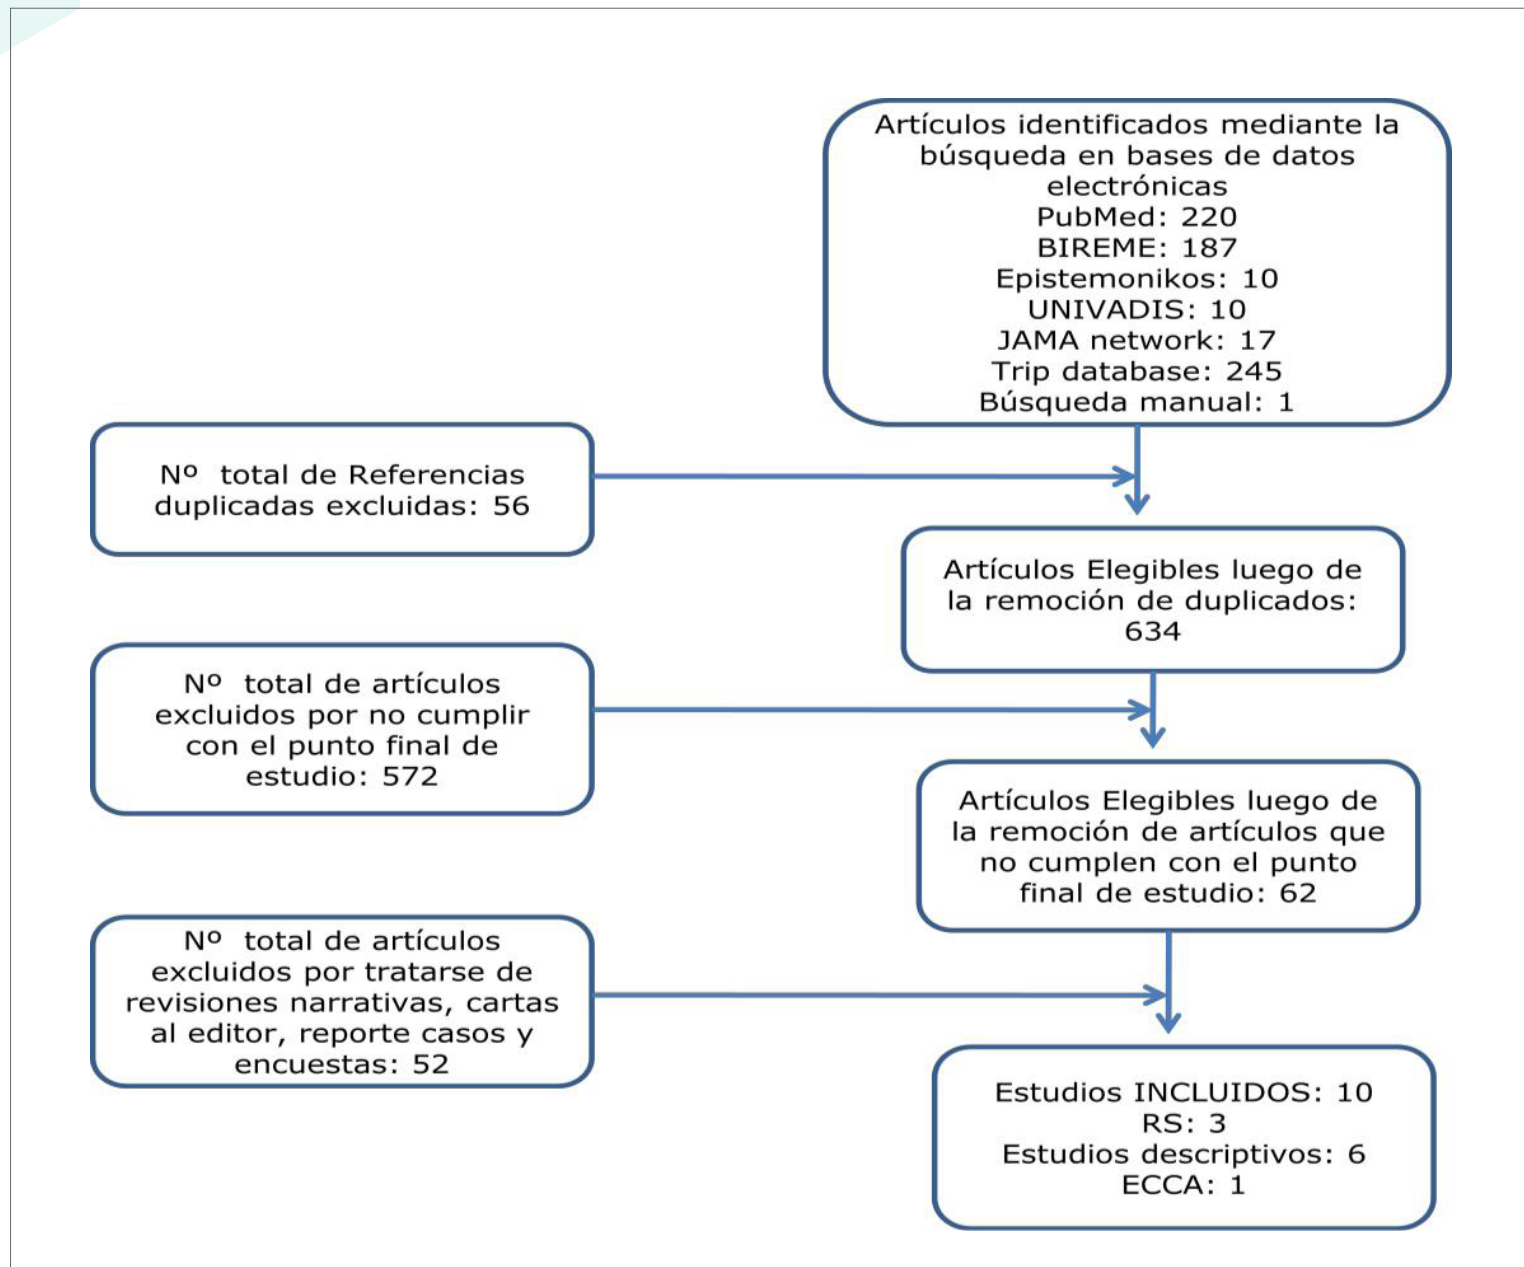 Artículos identificados mediante la
búsqueda en bases de datos
electrónicas
PubMed: 220
BIREME: 187
Epistemonikos: 10
UNIVADIS: 10
JAMA network: 17
Trip database: 245
Búsqueda manual: 1
Nº total de Referencias
duplicadas excluidas: 56
Artículos Elegibles luego de
la remoción de duplicados:
634
Nº total de artículos
excluidos por no cumplir
con el punto final de
estudio: 572
Artículos Elegibles luego de
la remoción de artículos que
no cumplen con el punto
final de estudio: 62
Nº total de artículos
excluidos por tratarse de
revisiones narrativas, cartas
al editor, reporte casos y
encuestas: 52
Estudios INCLUIDOS: 10
RS: 3
Estudios descriptivos: 6
ECCA: 1